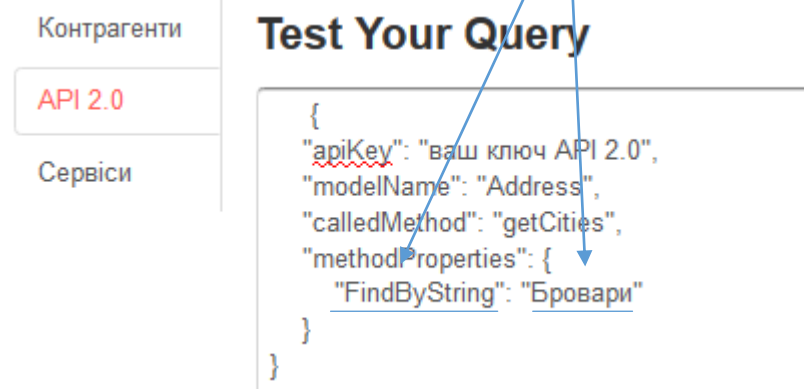 Контрагенти
API 2.0
Сервіси
Test Your Query
{
"apiKey": "ваш ключ API 2.0",
"modelName": "Address",
"calledMethod": "getCities",
"methodProperties": {
"FindByString": "Бровари"
}
}